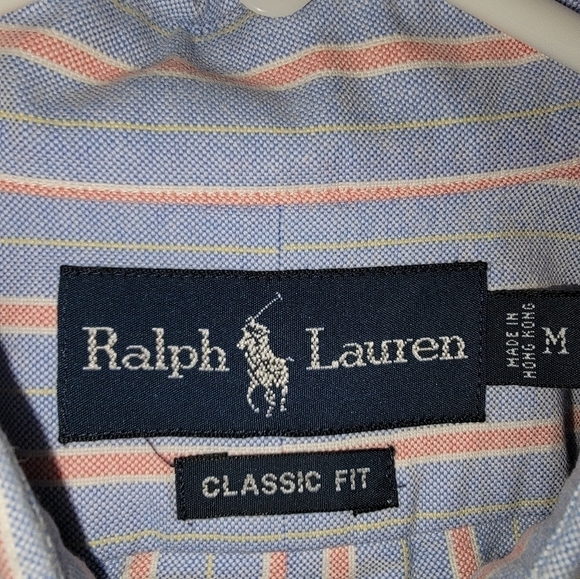 Ralph Lauren
MADE IN
HONG KONG
M
CLASSIC FIT